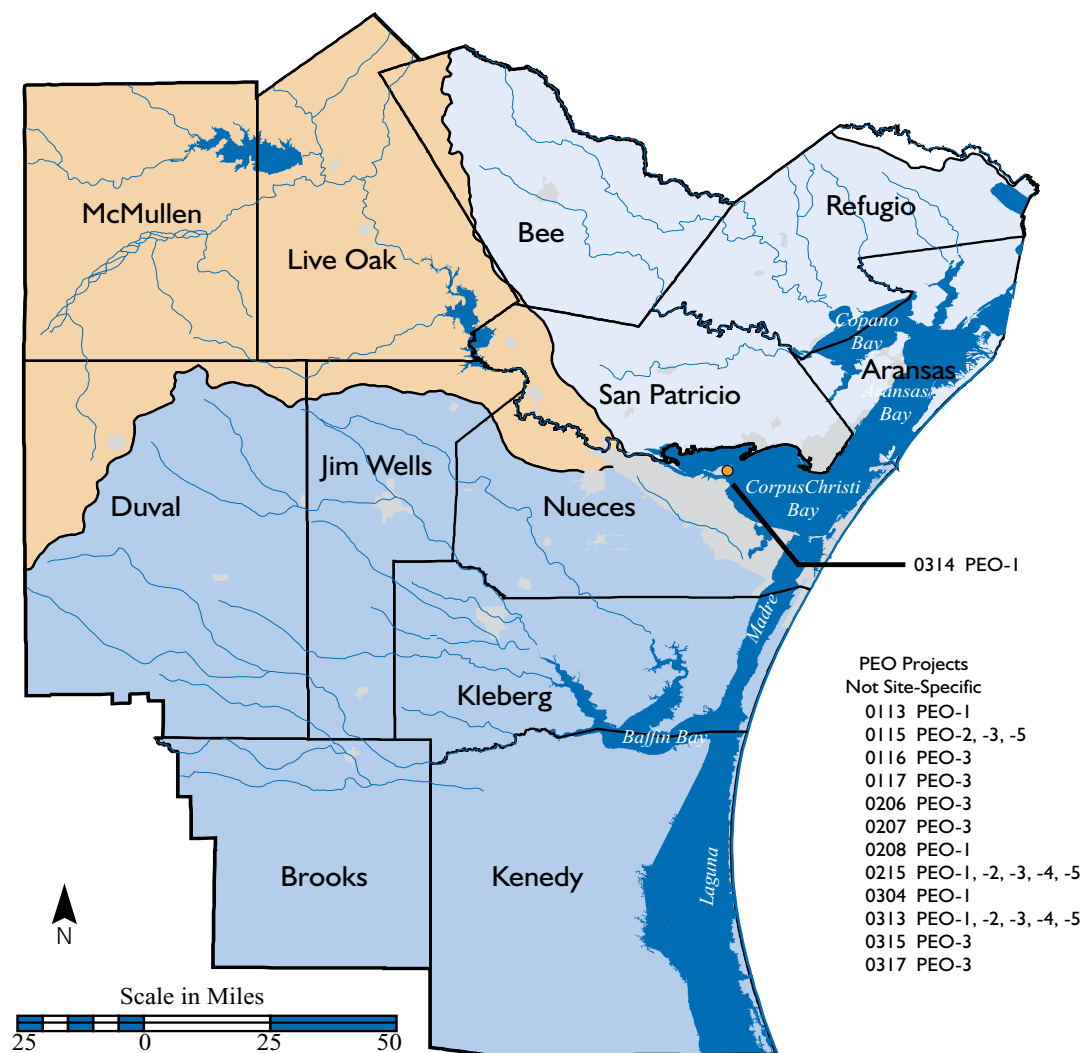 McMullen
Live Oak
Bee
Refugio
Copano
Bay
Aransas
Aransas
Bay
San Patricio
Jim Wells
Duval
Nueces
CorpusChristi
Bay
0314 PEO-1
Madre
Kleberg
Baffin Bay
PEO Projects
Not Site-Specific
0113 PEO-1
0115 PEO-2, -3, -5
0116 PEO-3
0117 PEO-3
0206 PEO-3
0207 PEO-3
0208 PEO-1
0215 PEO-1, -2, -3, -4, -5
0304 PEO-1
0313 PEO-1, -2, -3, -4, -5
0315 PEO-3
0317 PEO-3
Brooks
Kenedy
Laguna
N
Scale in Miles
25 0 25 50